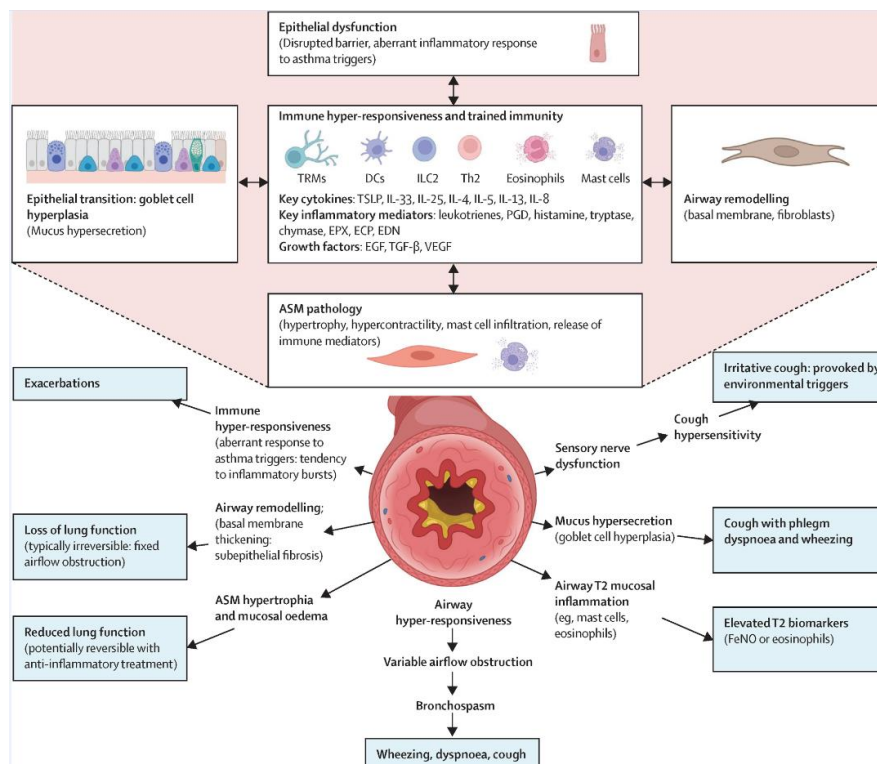 Epithelial dysfunction
(Disrupted barrier, aberrant inflammatory response
to asthma triggers)
Immune hyper-responsiveness and trained immunity
TRMs
DCs
ILC2
Th2
Eosinophils
Mast cells
Key cytokines: TSLP, IL-33, IL-25, IL-4, IL-5, IL-13, IL-8
Key inflammatory mediators: leukotrienes, PGD, histamine, tryptase,
chymase, EPX, ECP, EDN
Growth factors: EGF, TGF-β, VEGF
Epithelial transition: goblet cell
hyperplasia
(Mucus hypersecretion)
Airway remodelling
(basal membrane, fibroblasts)
ASM pathology
(hypertrophy, hypercontractility, mast cell infiltration, release of
immune mediators)
Exacerbations
Immune
hyper-responsiveness
(aberrant response to
asthma triggers: tendency
to inflammatory bursts)
Irritative cough: provoked by
environmental triggers
Cough
hypersensitivity
Sensory nerve
dysfunction
Loss of lung function
(typically irreversible: fixed
airflow obstruction)
Airway remodelling;
(basal membrane
thickening:
subepithelial fibrosis)
Mucus hypersecretion
(goblet cell hyperplasia)
Cough with phlegm
dyspnoea and wheezing
Reduced lung function
(potentially reversible with
anti-inflammatory treatment)
ASM hypertrophia
and mucosal oedema
Airway T2 mucosal
inflammation
(eg, mast cells,
eosinophils)
Elevated T2 biomarkers
(FeNO or eosinophils)
Airway
hyper-responsiveness
Variable airflow obstruction
Bronchospasm
Wheezing, dyspnoea, cough